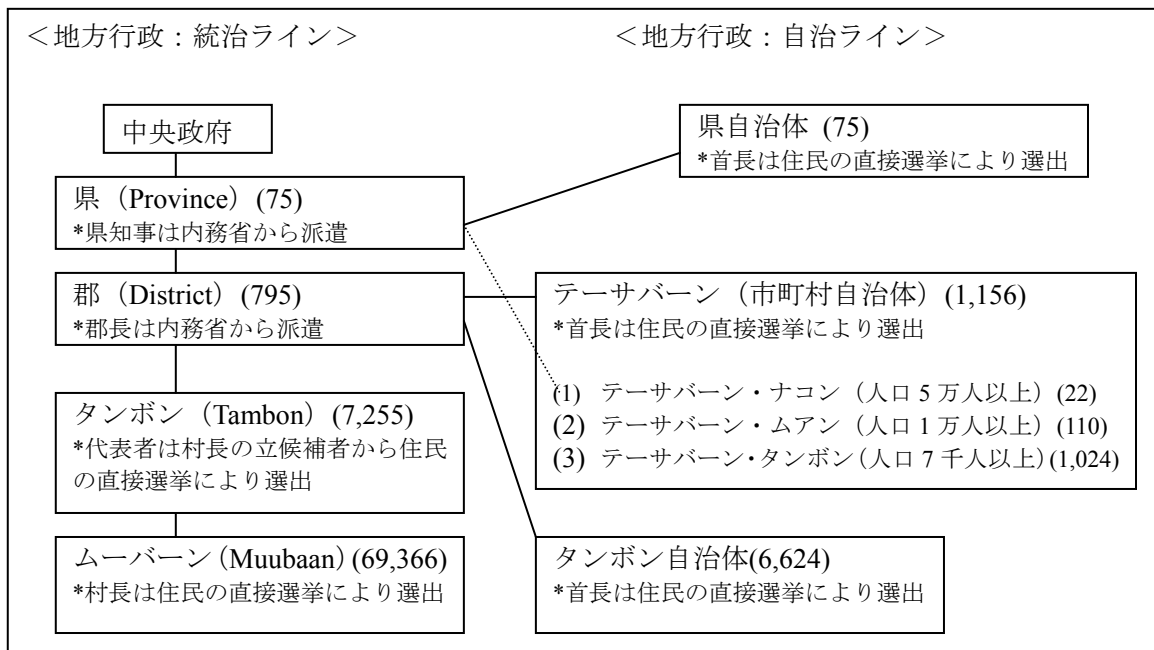 ＜地方行政：統治ライン＞
＜地方行政：自治ライン＞
中央政府
県（Province）(75)
*県知事は内務省から派遣
郡（District）(795)
*郡長は内務省から派遣
タンボン（Tambon）(7,255)
*代表者は村長の立候補者から住民
の直接選挙により選出
ムーバーン（Muubaan）(69,366)
*村長は住民の直接選挙により選出
県自治体 (75)
*首長は住民の直接選挙により選出
テーサバーン（市町村自治体）(1,156)
*首長は住民の直接選挙により選出
(1) テーサバーン・ナコン（人口 5 万人以上）(22)
(2) テーサバーン・ムアン（人口 1 万人以上）(110)
(3) テーサバーン・タンボン（人口 7 千人以上）(1,024)
タンボン自治体(6,624)
*首長は住民の直接選挙により選出